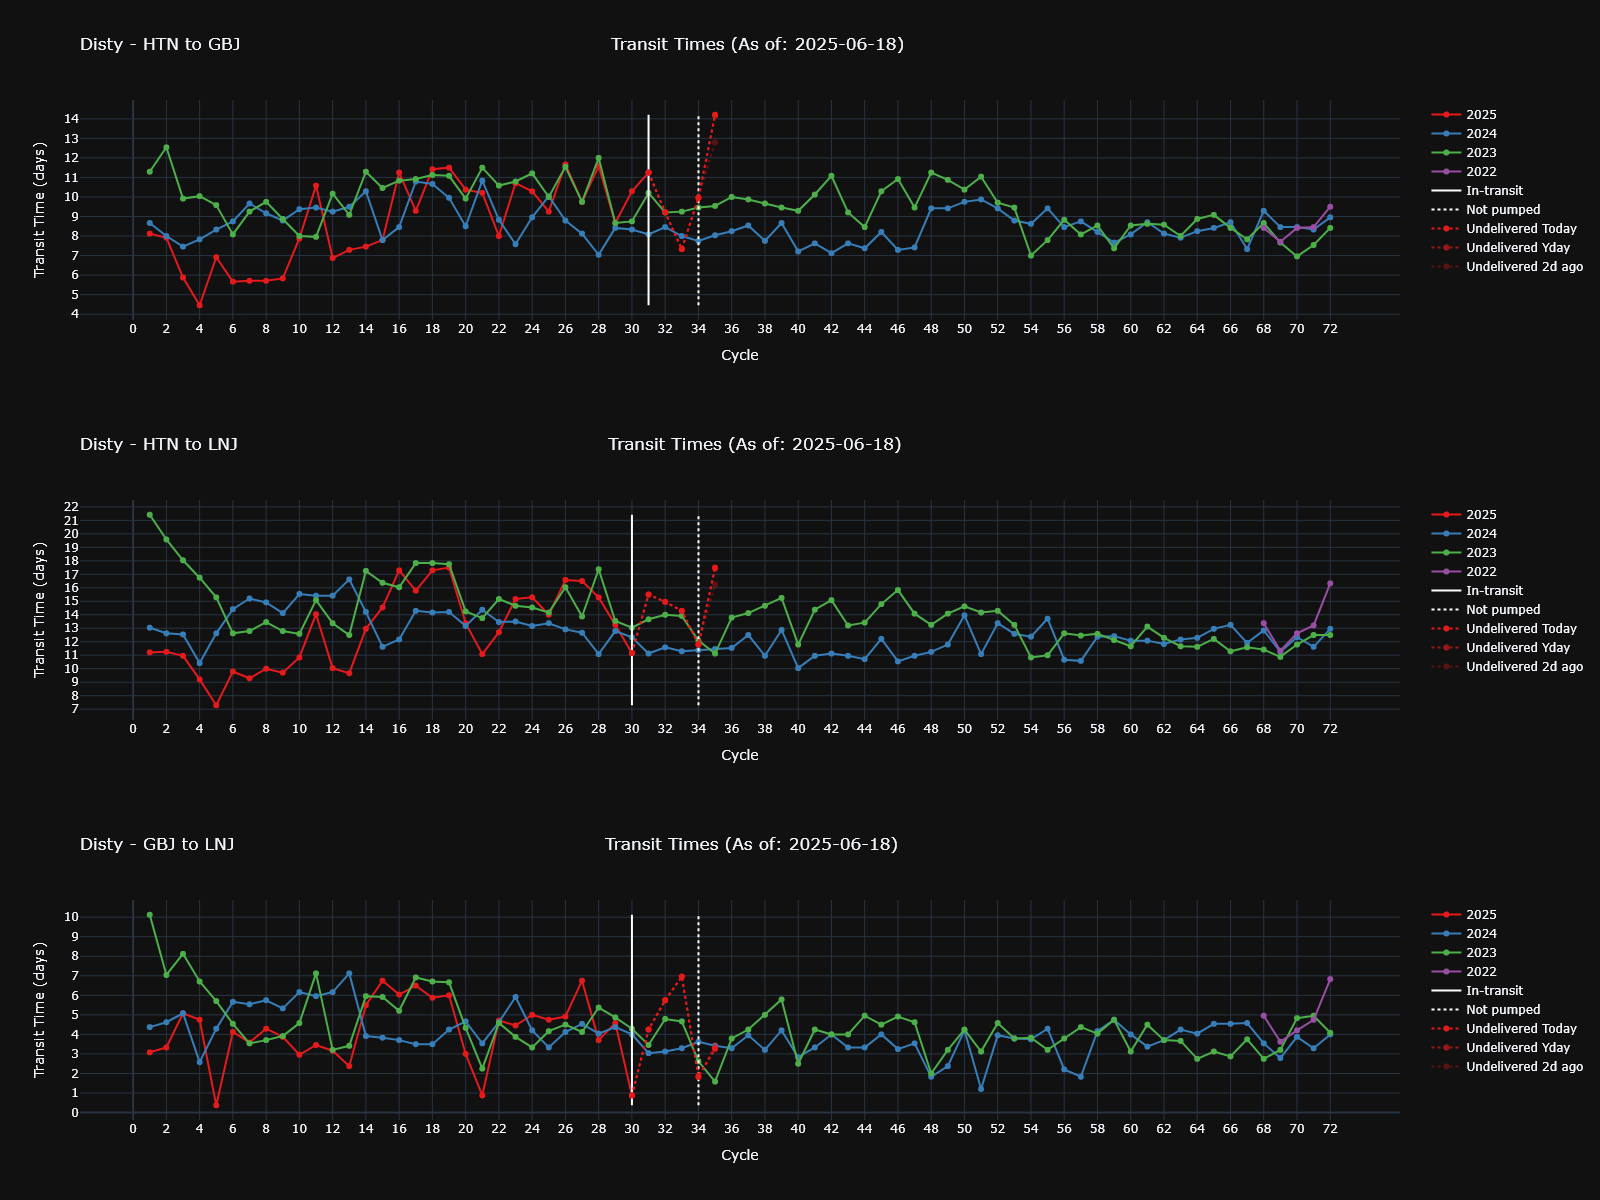 Disty - HTN to GBJ
Transit Times (As of: 2025-06-18)
Transit Time (days)
14
13
12
11
10
9
8
7
6
5
4
0 2 4 6 8 10 12 14 16 18 20 22 24 26 28 30 32 34 36 38 40 42 44 46 48 50 52 54 56 58 60 62 64 66 68 70 72
Cycle
2025
2024
2023
2022
In-transit
Not pumped
Undelivered Today
Undelivered Yday
Undelivered 2d ago
Disty - HTN to LNJ
Transit Times (As of: 2025-06-18)
Transit Time (days)
22
21
20
19
18
17
16
15
14
13
12
11
10
9
8
7
0 2 4 6 8 10 12 14 16 18 20 22 24 26 28 30 32 34 36 38 40 42 44 46 48 50 52 54 56 58 60 62 64 66 68 70 72
Cycle
2025
2024
2023
2022
In-transit
Not pumped
Undelivered Today
Undelivered Yday
Undelivered 2d ago
Disty - GBJ to LNJ
Transit Times (As of: 2025-06-18)
Transit Time (days)
10
9
8
7
6
5
4
3
2
1
0
0 2 4 6 8 10 12 14 16 18 20 22 24 26 28 30 32 34 36 38 40 42 44 46 48 50 52 54 56 58 60 62 64 66 68 70 72
Cycle
2025
2024
2023
2022
In-transit
Not pumped
Undelivered Today
Undelivered Yday
Undelivered 2d ago